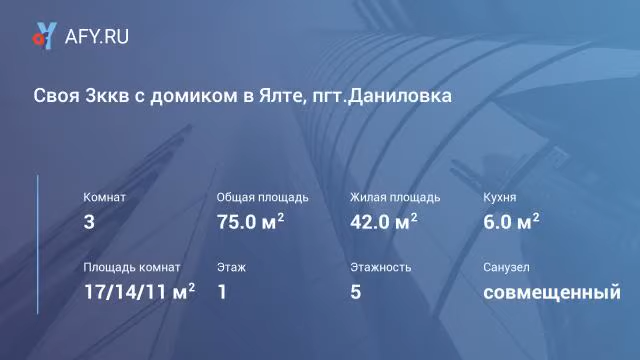 AFY.RU
Своя 3ккв с домиком в Ялте, пгт.Даниловка
Комнат
3
Общая площадь
75.0 м²
Жилая площадь
42.0 м²
Кухня
6.0 м²
Площадь комнат
17/14/11 м²
Этаж
1
Этажность
5
Санузел
совмещенный